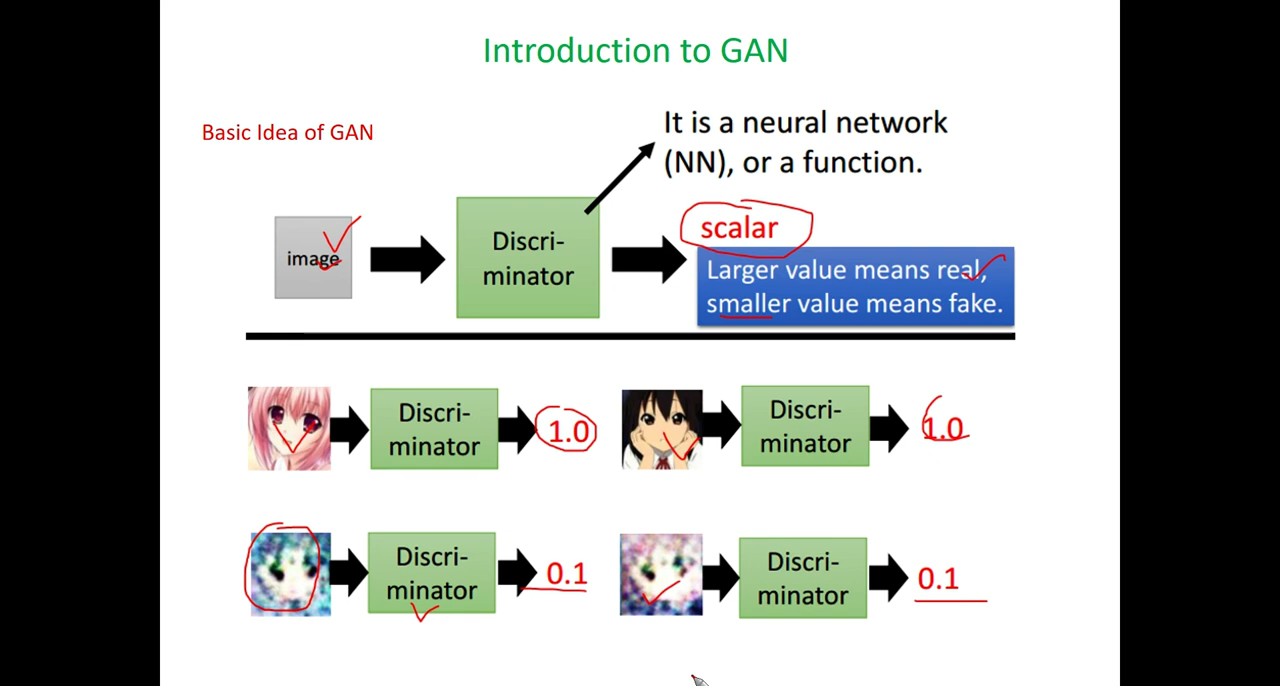 Introduction to GAN
Basic Idea of GAN
It is a neural network
(NN), or a function.
image
Discri-
minator
scalar
Larger value means real,
smaller value means fake.
Discri-
minator
1.0
Discri-
minator
1.0
Discri-
minator
0.1
Discri-
minator
0.1